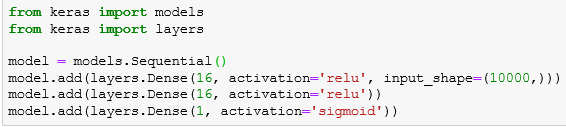 from keras import models
from keras import layers
model = models.Sequential()
model.add(layers.Dense(16, activation='relu', input_shape=(10000,)))
model.add(layers.Dense(16, activation='relu'))
model.add(layers.Dense(1, activation='sigmoid'))